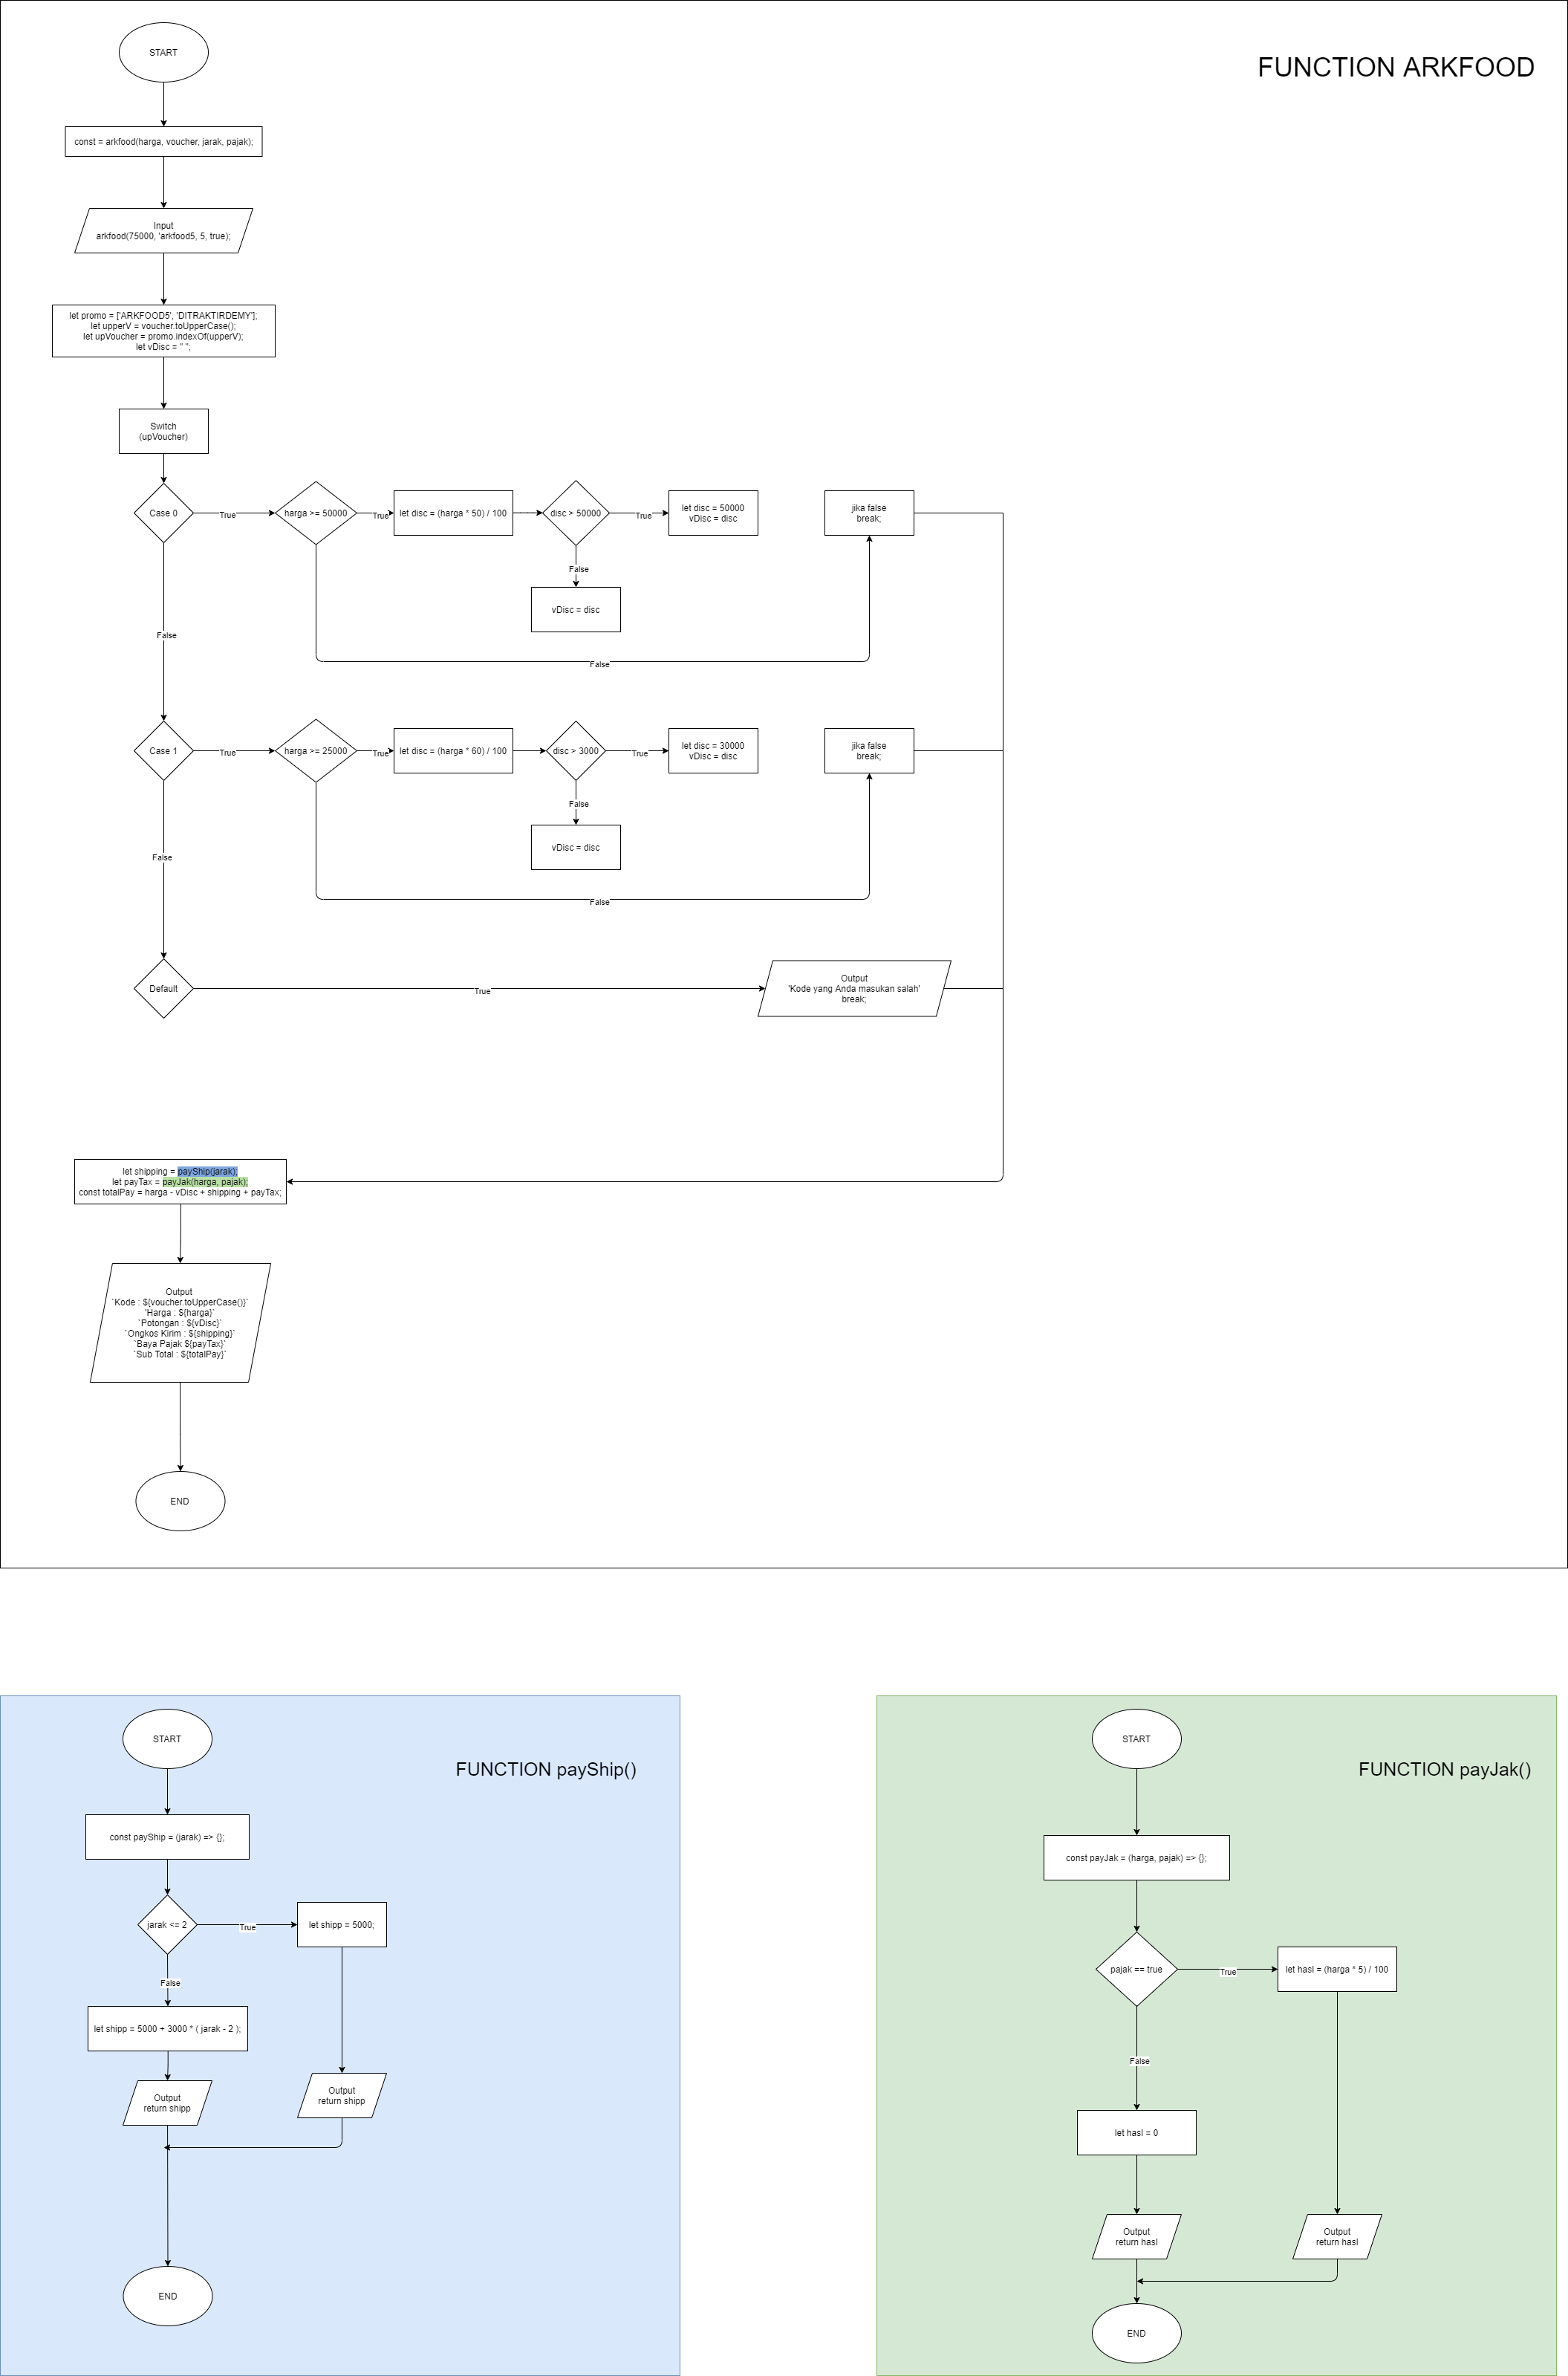 START
FUNCTION ARKFOOD
const = arkfood(harga, voucher, jarak, pajak);
Input
arkfood(75000, 'arkfood5, 5, true);
let promo = ['ARKFOOD5', 'DITRAKTIRDEMY'];
let upperV = voucher.toUpperCase();
let upVoucher = promo.indexOf(upperV);
let vDisc = " ";
Switch
(upVoucher)
Case 0
True
harga >= 50000
True
let disc = (harga * 50) / 100
disc > 50000
True
let disc = 50000
vDisc = disc
jika false
break;
False
vDisc = disc
False
False
Case 1
True
harga >= 25000
True
let disc = (harga * 60) / 100
disc > 3000
True
let disc = 30000
vDisc = disc
jika false
break;
False
vDisc = disc
False
False
Default
True
Output
'Kode yang Anda masukan salah'
break;
let shipping = payShip(jarak);
let payTax = payJak(harga, pajak);
const totalPay = harga - vDisc + shipping + payTax;
Output
`Kode : ${voucher.toUpperCase()}`
'Harga : ${harga}`
`Potongan : ${vDisc}`
`Ongkos Kirim : ${shipping}`
`Baya Pajak ${payTax}`
`Sub Total : ${totalPay}`
END
START
FUNCTION payShip()
const payShip = (jarak) => {};
jarak <= 2
True
let shipp = 5000;
False
let shipp = 5000 + 3000 * ( jarak - 2 );
Output
return shipp
Output
return shipp
END
START
FUNCTION payJak()
const payJak = (harga, pajak) => {};
pajak == true
True
let hasl = (harga * 5) / 100
False
let hasl = 0
Output
return hasl
Output
return hasl
END